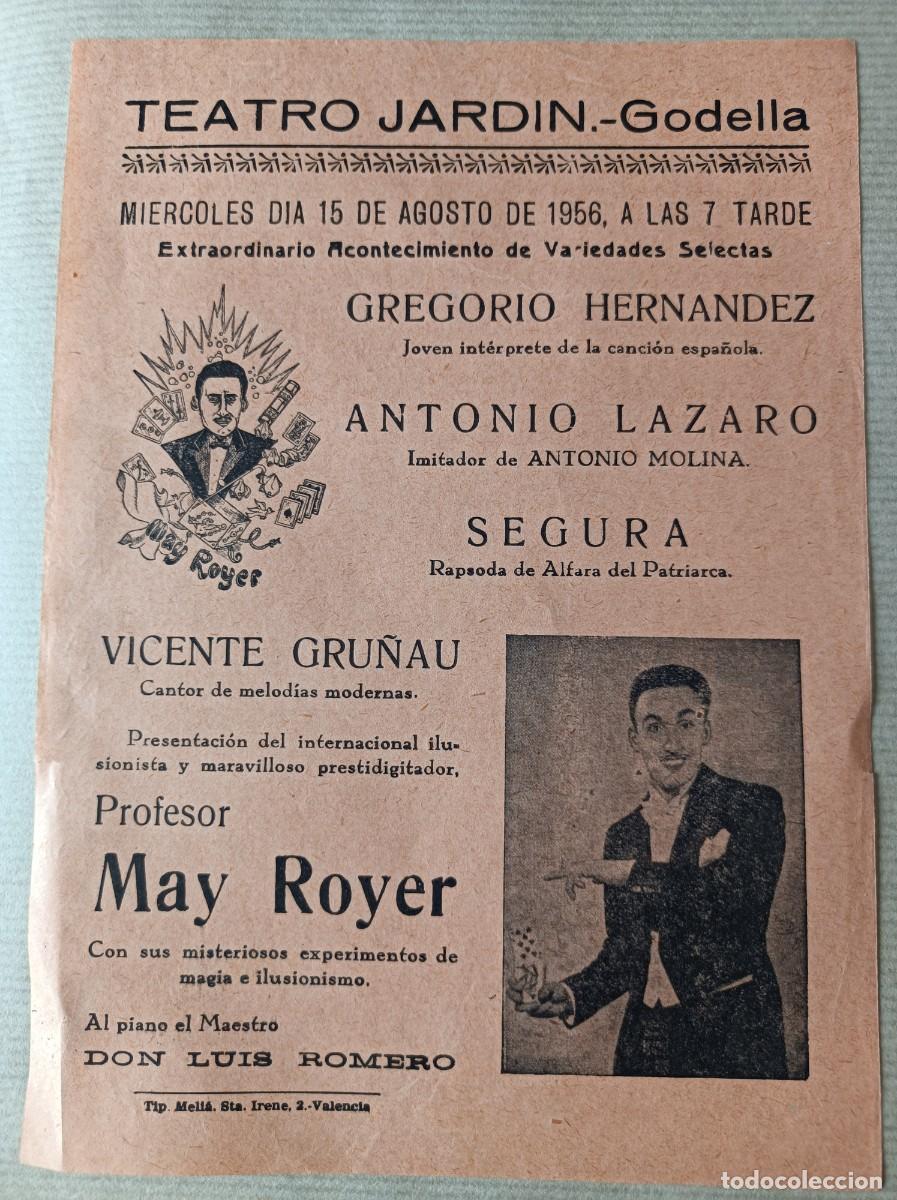 TEATRO JARDIN.-Godella
MIERCOLES DIA 15 DE AGOSTO DE 1956, A LAS 7 TARDE
Extraordinario Acontecimiento de Variedades Selectas
GREGORIO HERNANDEZ
Joven intérprete de la canción española.
ANTONIO LAZARO
Imitador de ANTONIO MOLINA.
SEGURA
Rapsoda de Alfara del Patriarca.
May Royer
VICENTE GRUÑAU
Cantor de melodías modernas.
Presentación del internacional ilu-
sionista y maravilloso prestidigitador,
Profesor
May Royer
Con sus misteriosos experimentos de
magia e ilusionismo.
Al piano el Maestro
DON LUIS ROMERO
Tip. Meliá. Sta. Irene, 2.-Valencia
todocoleccion